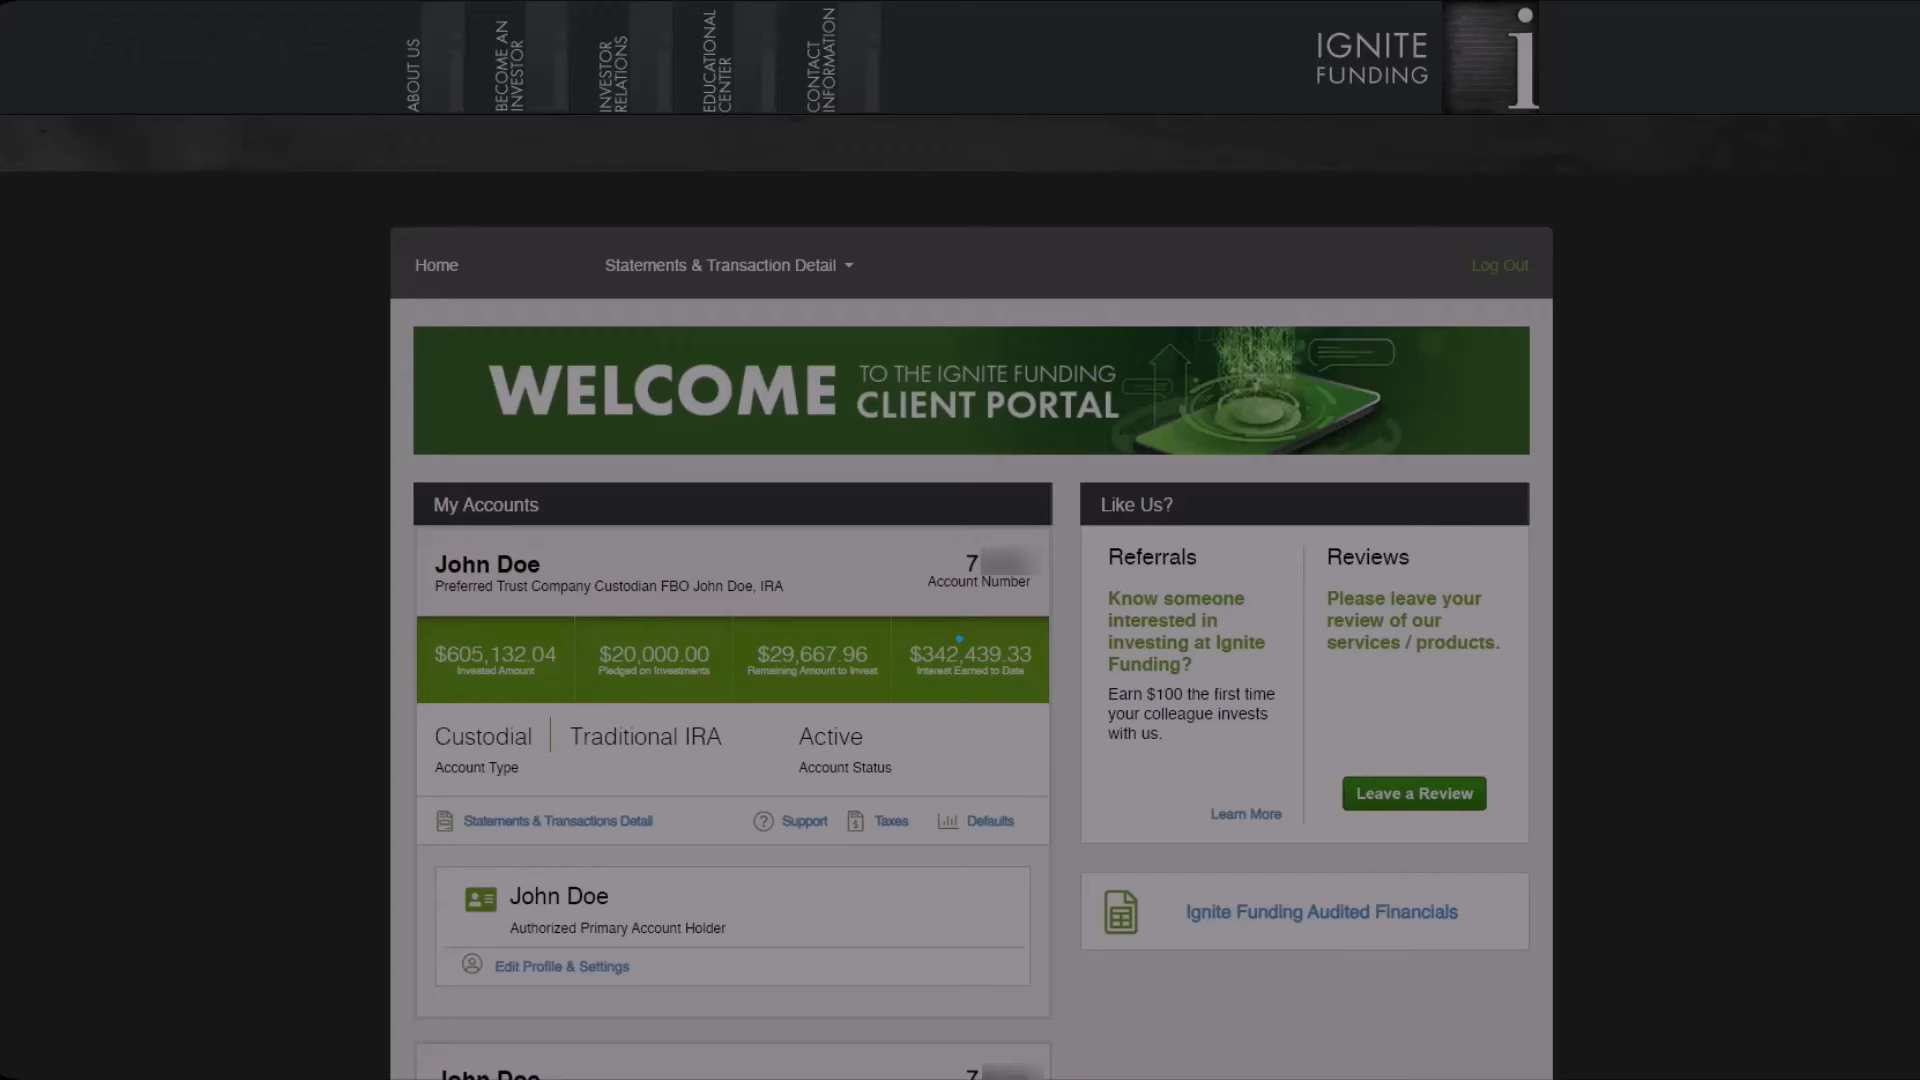 ABOUT US
BECOME AN
INVESTOR
INVESTOR
RELATIONS
EDUCATIONAL
CENTER
CONTACT
INFORMATION
IGNITE
FUNDING
i
Home
Statements & Transaction Detail
Log Out
WELCOME TO THE IGNITE FUNDING
CLIENT PORTAL
My Accounts
John Doe
7
Preferred Trust Company Custodian FBO John Doe, IRA
Account Number
$605,132.04
Invested Amount
$20,000.00
Pledged on Investments
$29,667.96
Remaining Amount to Invest
$342,439.33
Interest Earned to Date
Custodial
Traditional IRA
Account Type
Active
Account Status
Statements & Transactions Detail
Support
Taxes
Defaults
John Doe
Authorized Primary Account Holder
Edit Profile & Settings
John Doe
7
Like Us?
Referrals
Know someone
interested in
investing at Ignite
Funding?
Earn $100 the first time
your colleague invests
with us.
Learn More
Reviews
Please leave your
review of our
services / products.
Leave a Review
Ignite Funding Audited Financials